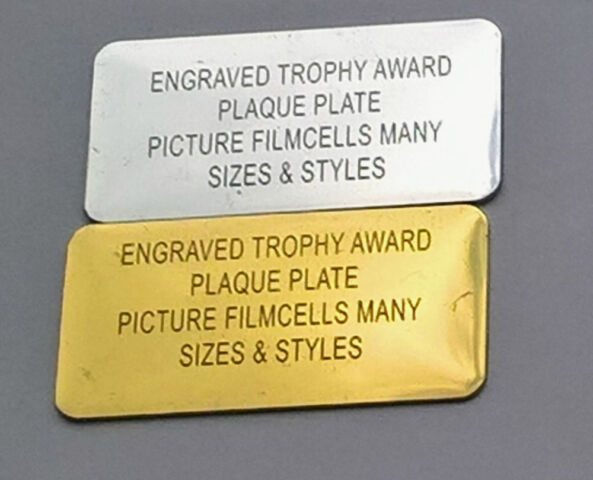 ENGRAVED TROPHY AWARD
PLAQUE PLATE
PICTURE FILMCELLS MANY
SIZES & STYLES
ENGRAVED TROPHY AWARD
PLAQUE PLATE
PICTURE FILMCELLS MANY
SIZES & STYLES